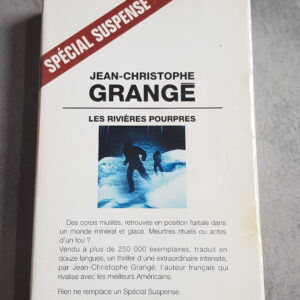 SPÉCIAL SUSPENSE
JEAN-CHRISTOPHE
GRANGÉ
LES RIVIÈRES POURPRES
Des corps mutilés, retrouvés en position fœtale dans
un monde minéral et glacé. Meurtres rituels ou actes
d'un fou ?
Vendu à plus de 250 000 exemplaires, traduit en
douze langues, un thriller d'une extraordinaire intensité,
par Jean-Christophe Grangé, l'auteur français qui
rivalise avec les meilleurs Américains.
Rien ne remplace un Spécial Suspense.